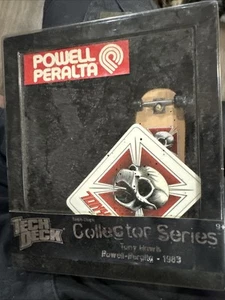 POWELL
PERALTA
TECH
DECK
Collector Series
Tony Hawk
Powell-Peralta - 1983